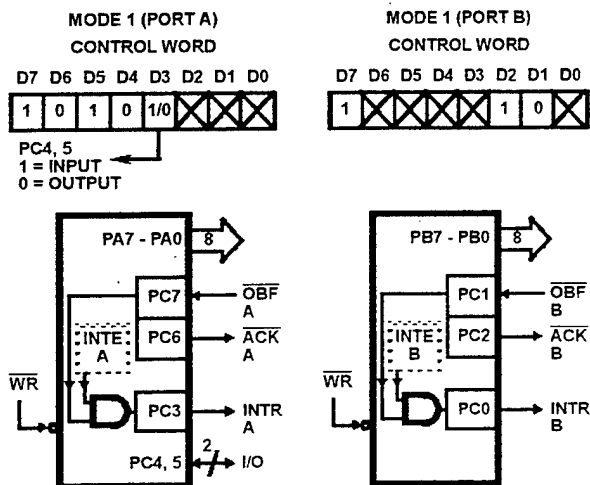 MODE 1 (PORT A)
CONTROL WORD
D7 D6 D5 D4 D3 D2 D1 D0
1 0 1 0 1/0
PC4, 5
1 = INPUT
0 = OUTPUT
PA7 - PA0 8
PC7 OBF A
PC6 ACK A
INTE A
WR
PC3 INTR A
PC4, 5 2 I/O
MODE 1 (PORT B)
CONTROL WORD
D7 D6 D5 D4 D3 D2 D1 D0
1 1 0
PB7 - PB0 8
PC1 OBF B
PC2 ACK B
INTE B
WR
PC0 INTR B